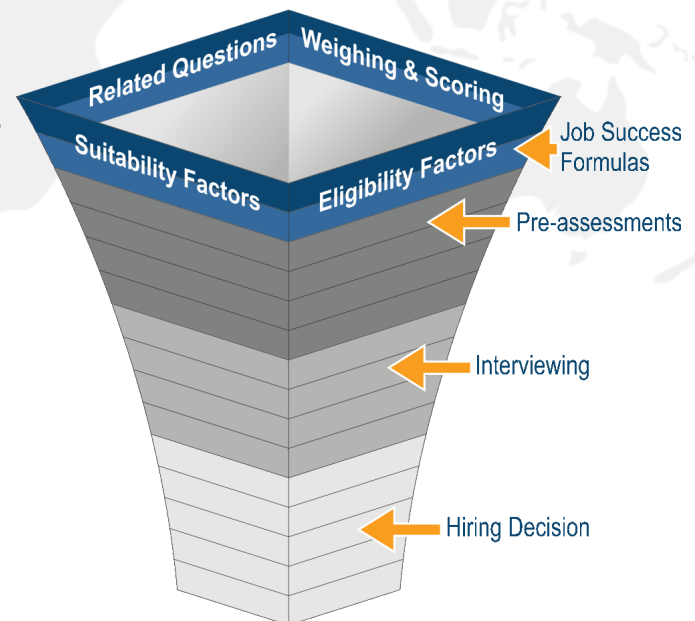 Related Questions
Weighing & Scoring
Suitability Factors
Eligibility Factors
Job Success
Formulas
Pre-assessments
Interviewing
Hiring Decision